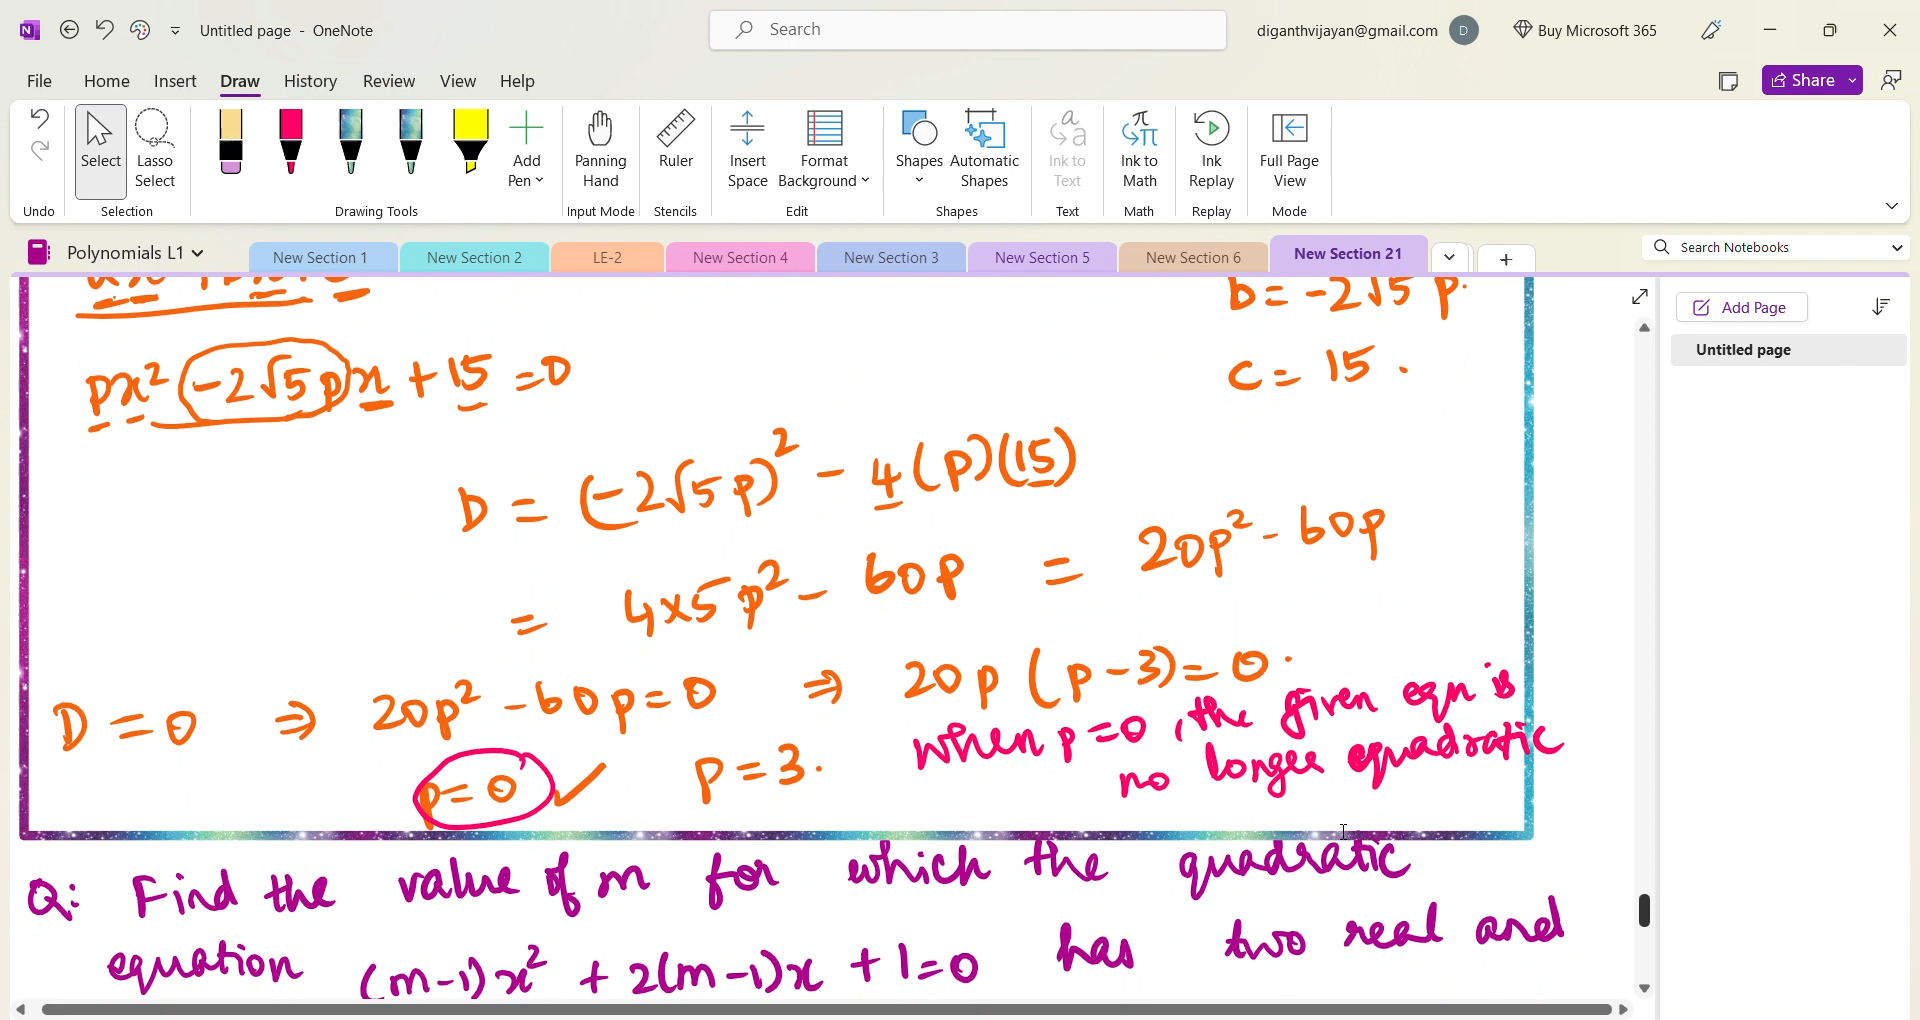 Untitled page - OneNote
Search
diganthvijayan@gmail.com
D
Buy Microsoft 365
File Home Insert Draw History Review View Help
Share
Undo
Select
Lasso Select
Selection
Drawing Tools
Add Pen
Panning Hand
Input Mode
Ruler
Stencils
Insert Space
Format Background
Edit
Shapes
Automatic Shapes
Shapes
Ink to Text
Text
Ink to Math
Math
Ink Replay
Replay
Full Page View
Mode
Polynomials L1
New Section 1
New Section 2
LE-2
New Section 4
New Section 3
New Section 5
New Section 6
New Section 21
Search Notebooks
Add Page
Untitled page
b = -2√5 p.
px² -2√5px + 15 = 0
c = 15.
D = (-2√5p)² - 4(p)(15)
= 4×5p² - 60p = 20p² - 60p
D = 0 ⇒ 20p² - 60p = 0 ⇒ 20p (p-3) = 0.
p = 0 ✓ p = 3.
when p = 0, the given eqn is
no longer equadratic
Q: Find the value of m for which the quadratic
equation (m-1)x² + 2(m-1)x + 1 = 0 has two real and